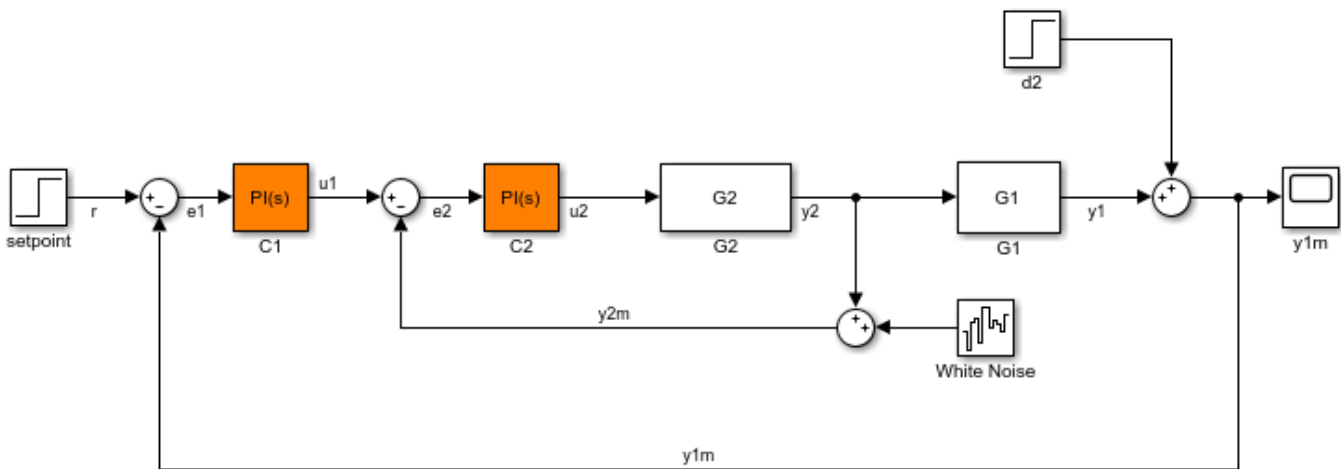 d2
setpoint
r
+
−
e1
PI(s)
C1
u1
+
−
e2
PI(s)
C2
u2
G2
G2
y2
G1
G1
y1
+
+
y1m
y2m
+
+
White Noise
y1m